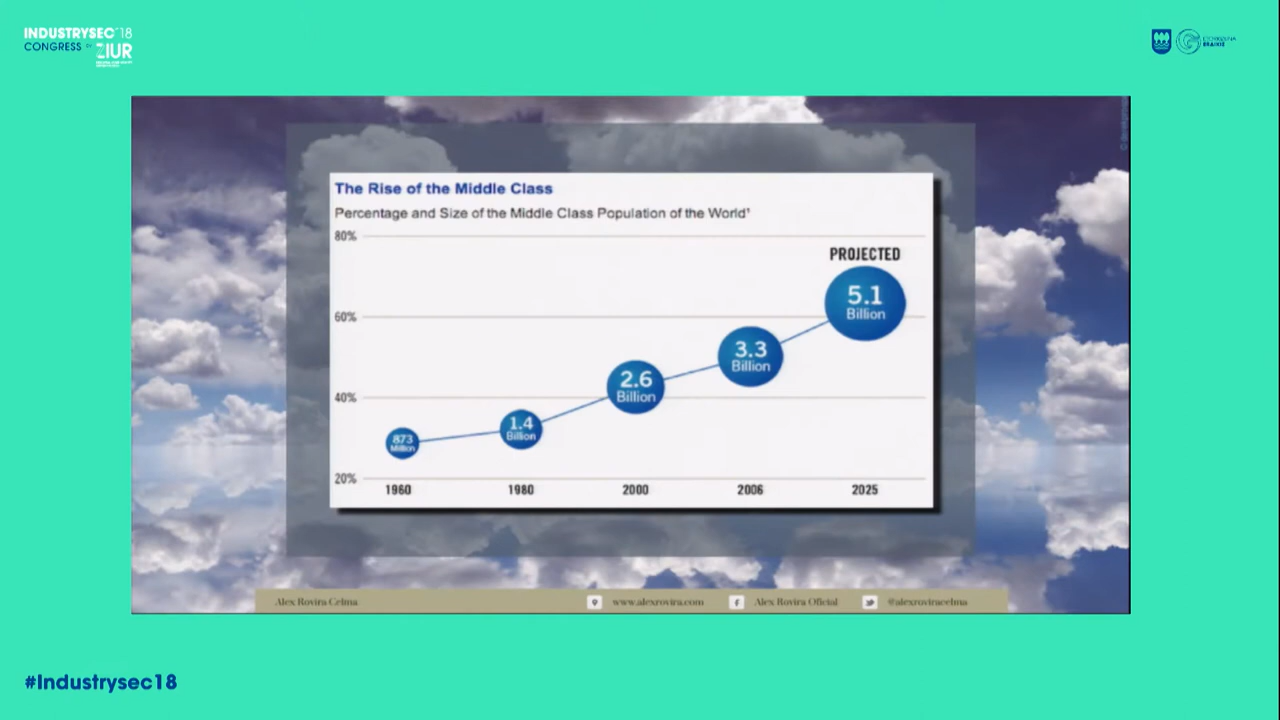 INDUSTRYSEC´18
CONGRESS BY ZIUR
The Rise of the Middle Class
Percentage and Size of the Middle Class Population of the World¹
80%
PROJECTED
5.1
Billion
60%
3.3
Billion
2.6
Billion
40%
1.4
Billion
873
Million
20%
1960 1980 2000 2006 2025
Alex Rovira Celma www.alexrovira.com Alex Rovira Oficial @alexroviracelma
#Industrysec18